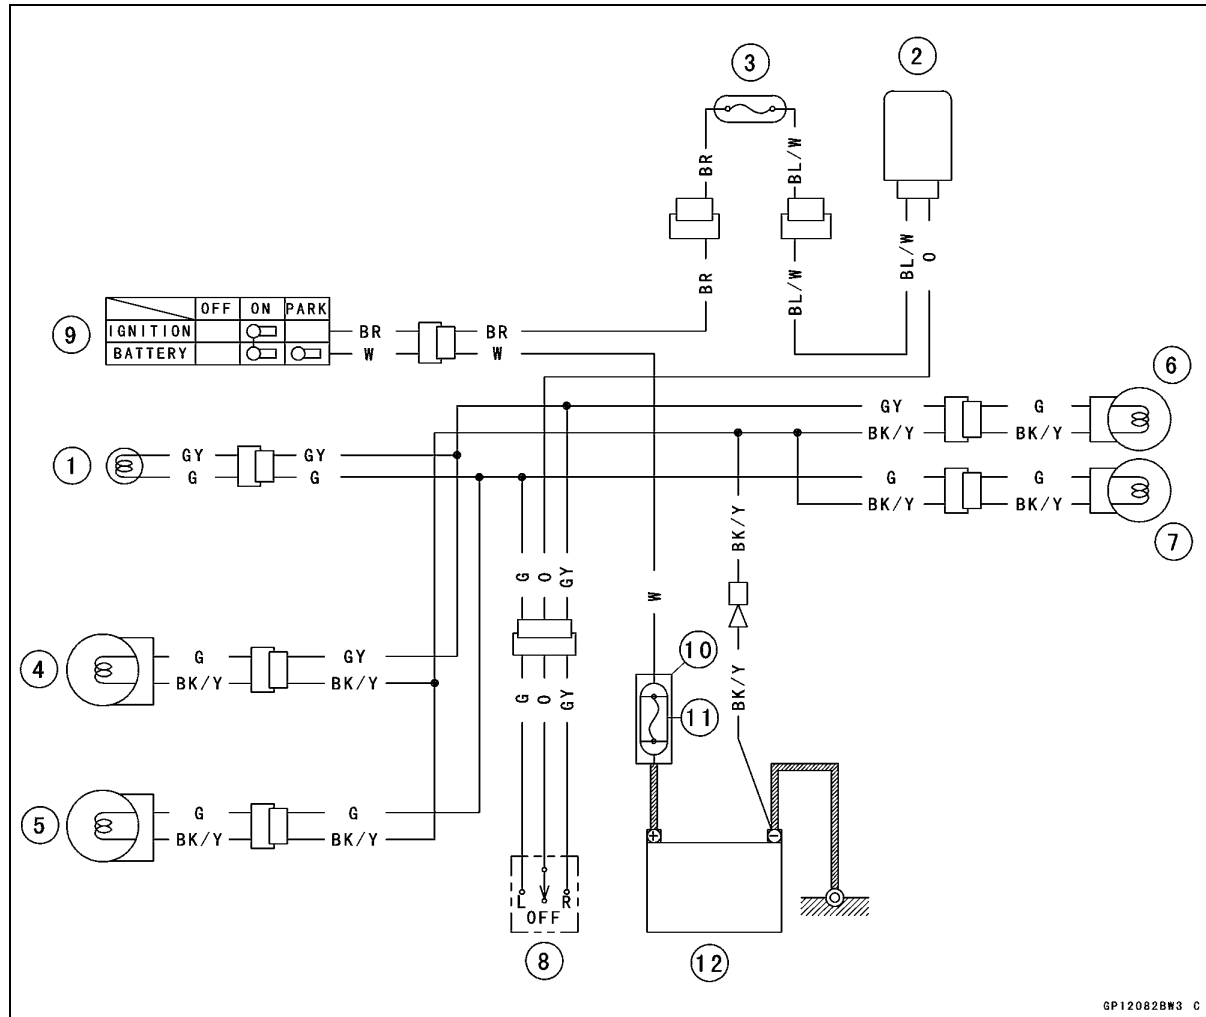 3
2
BR
BL/W
BR
BL/W
BL/W
O
9
OFF ON PARK
IGNITION
BATTERY
BR BR
W W
6
GY G
BK/Y BK/Y
1
GY GY
G G
G G
BK/Y BK/Y
7
G
O
GY
BK/Y
W
4
G GY
BK/Y BK/Y
10
11
G
O
GY
BK/Y
5
G G
BK/Y BK/Y
+
−
L R
OFF
8
12
GP12082BW3 C